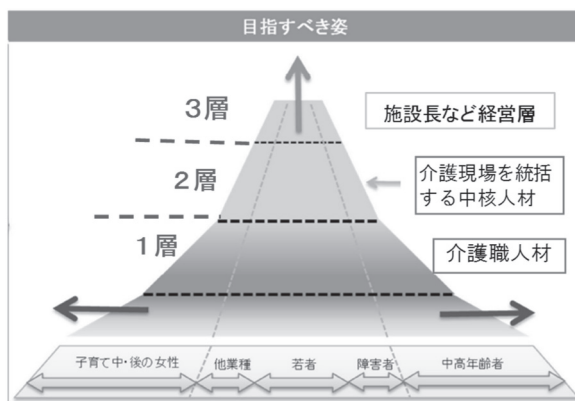 目指すべき姿
3層
施設長など経営層
2層
介護現場を統括
する中核人材
1層
介護職人材
子育て中・後の女性
他業種
若者
障害者
中高年齢者